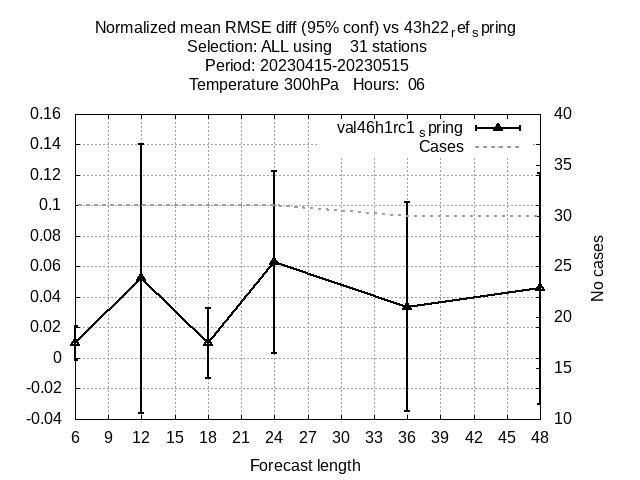 Normalized mean RMSE diff (95% conf) vs 43h22refspring
Selection: ALL using    31 stations
Period: 20230415-20230515
Temperature 300hPa   Hours:  06
0.16
0.14
0.12
0.1
0.08
0.06
0.04
0.02
0
-0.02
-0.04
val46h1rc1spring
Cases
40
35
30
25
20
15
10
No cases
6 9 12 15 18 21 24 27 30 33 36 39 42 45 48
Forecast length